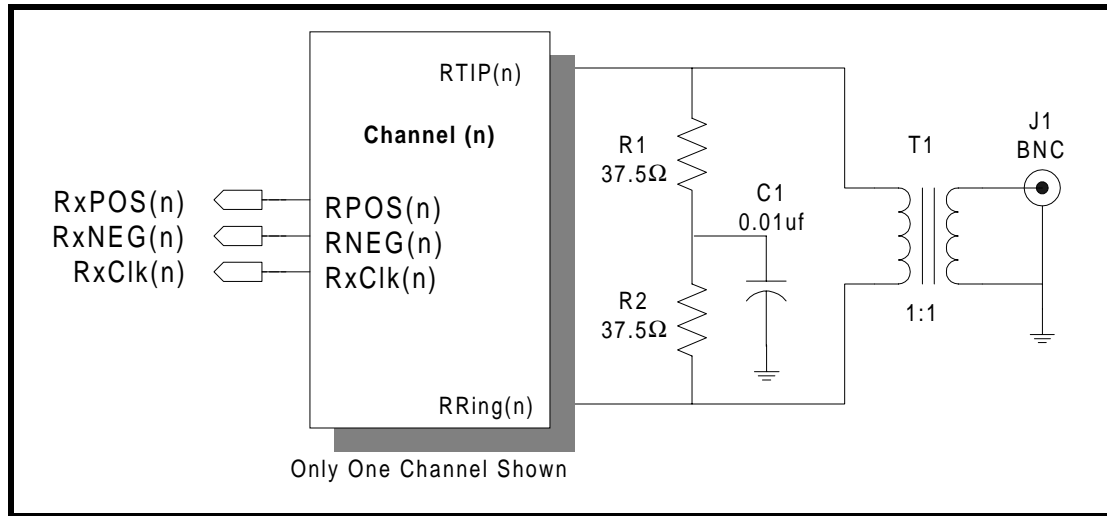 RTIP(n)
Channel (n)
RxPOS(n)
RPOS(n)
RxNEG(n)
RNEG(n)
RxClk(n)
RxClk(n)
RRing(n)
R1
37.5Ω
C1
0.01uf
R2
37.5Ω
T1
1:1
J1
BNC
Only One Channel Shown